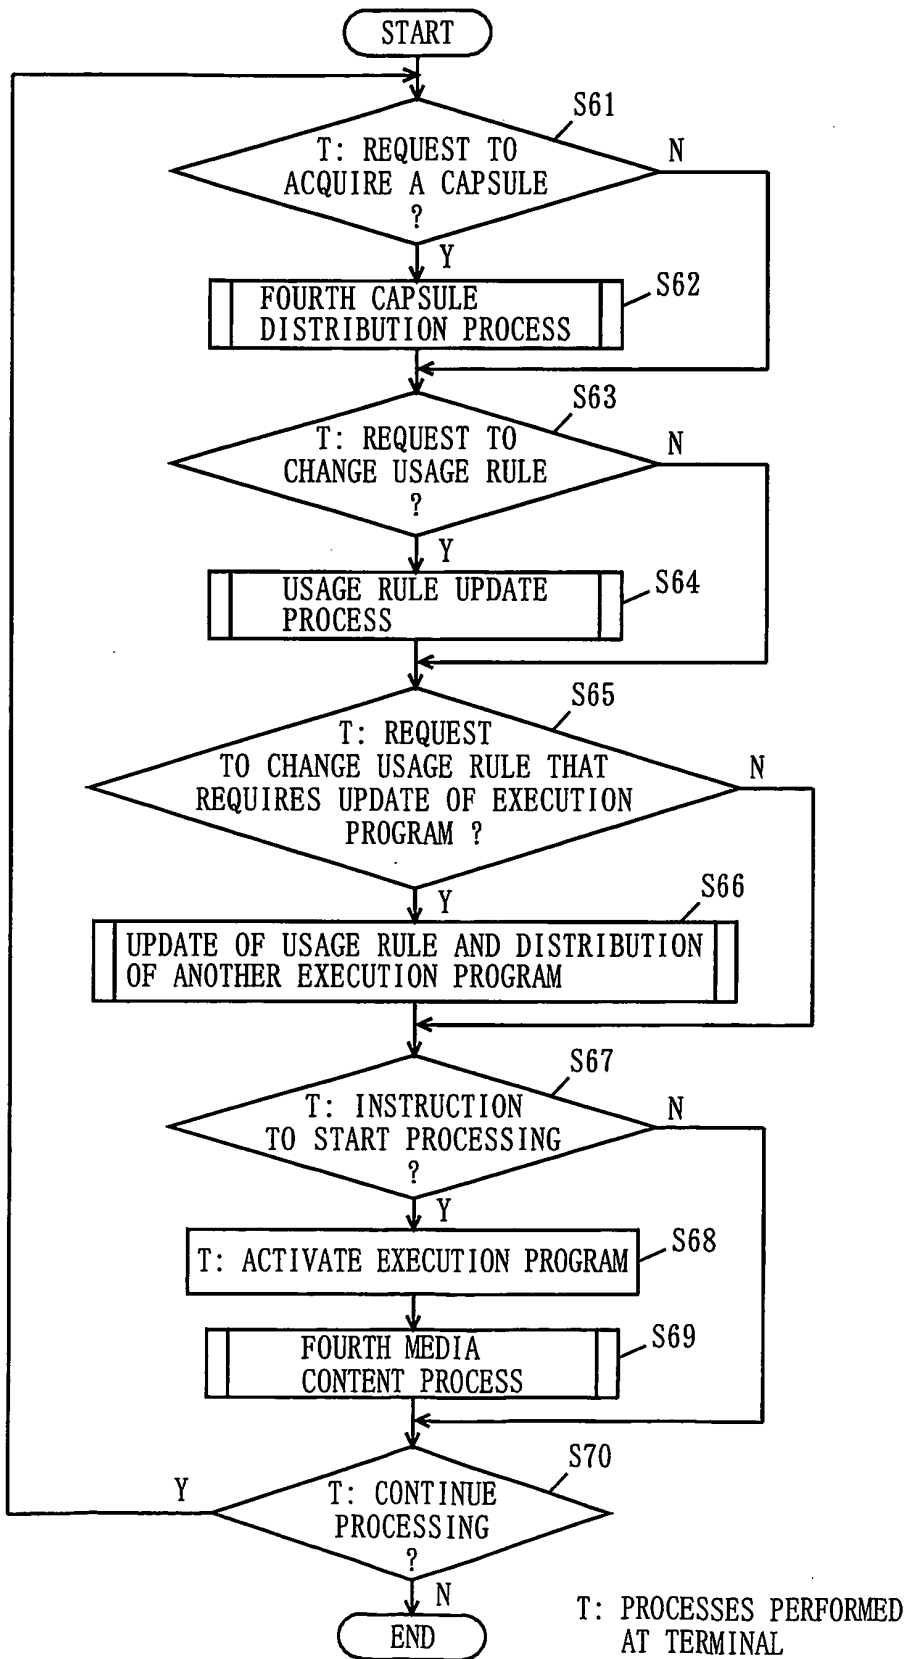 START
S61
T: REQUEST TO
ACQUIRE A CAPSULE
?
N
Y
S62
FOURTH CAPSULE
DISTRIBUTION PROCESS
S63
T: REQUEST TO
CHANGE USAGE RULE
?
N
Y
S64
USAGE RULE UPDATE
PROCESS
S65
T: REQUEST
TO CHANGE USAGE RULE THAT
REQUIRES UPDATE OF EXECUTION
PROGRAM ?
N
Y
S66
UPDATE OF USAGE RULE AND DISTRIBUTION
OF ANOTHER EXECUTION PROGRAM
S67
T: INSTRUCTION
TO START PROCESSING
?
N
Y
S68
T: ACTIVATE EXECUTION PROGRAM
S69
FOURTH MEDIA
CONTENT PROCESS
S70
Y
T: CONTINUE
PROCESSING
?
N
END
T: PROCESSES PERFORMED
AT TERMINAL